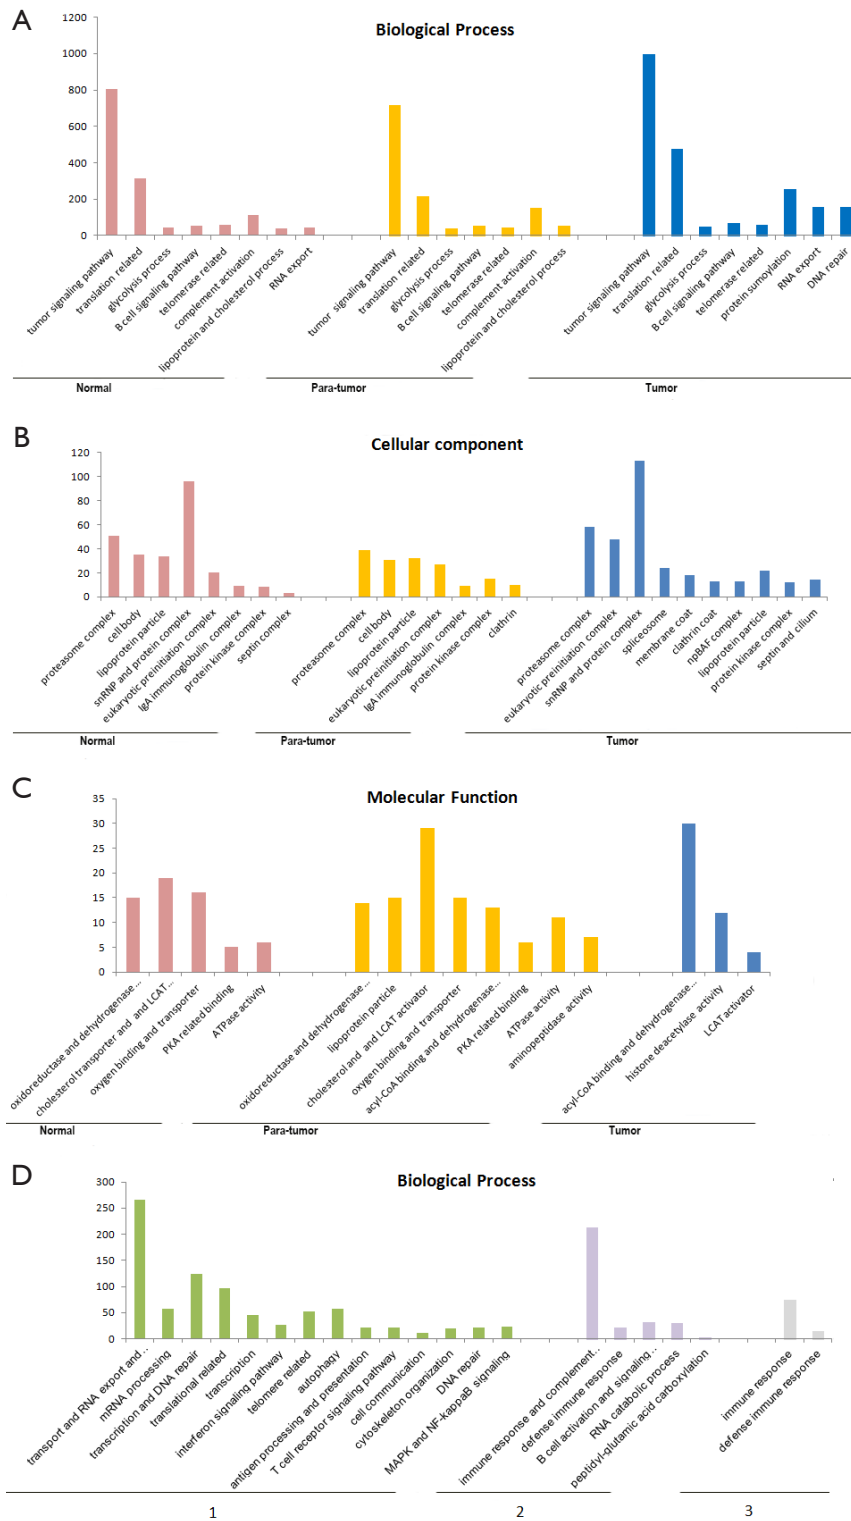 A
Biological Process
1200
1000
800
600
400
200
0
tumor signaling pathway
translation related
glycolysis process
B cell signaling pathway
telomerase related
complement activation
lipoprotein and cholesterol process
RNA export
tumor signaling pathway
translation related
glycolysis process
B cell signaling pathway
telomerase related
complement activation
lipoprotein and cholesterol process
tumor signaling pathway
translation related
glycolysis process
B cell signaling pathway
telomerase related
protein sumoylation
RNA export
DNA repair
Normal
Para-tumor
Tumor
B
Cellular component
120
100
80
60
40
20
0
proteasome complex
cell body
lipoprotein particle
snRNP and protein complex
eukaryotic preinitiation complex
IgA immunoglobulin complex
protein kinase complex
septin complex
proteasome complex
cell body
lipoprotein particle
eukaryotic preinitiation complex
IgA immunoglobulin complex
protein kinase complex
clathrin
proteasome complex
eukaryotic preinitiation complex
snRNP and protein complex
spliceosome
membrane coat
clathrin coat
npBAF complex
lipoprotein particle
protein kinase complex
septin and cilium
Normal
Para-tumor
Tumor
C
Molecular Function
35
30
25
20
15
10
5
0
oxidoreductase and dehydrogenase...
cholesterol transporter and and LCAT...
oxygen binding and transporter
PKA related binding
ATPase activity
oxidoreductase and dehydrogenase...
lipoprotein particle
cholesterol and and LCAT activator
oxygen binding and transporter
acyl-CoA binding and dehydrogenase...
PKA related binding
ATPase activity
aminopeptidase activity
acyl-CoA binding and dehydrogenase...
histone deacetylase activity
LCAT activator
Normal
Para-tumor
Tumor
D
Biological Process
300
250
200
150
100
50
0
transport and RNA export and...
mRNA processing
transcription and DNA repair
translational related
transcription
interferon signaling pathway
telomere related
autophagy
antigen processing and presentation
T cell receptor signaling pathway
cell communication
cytoskeleton organization
DNA repair
MAPK and NF-kappaB signaling
immune response and complement...
defense immune response
B cell activation and signaling...
RNA catabolic process
peptidyl-glutamic acid carboxylation
immune response
defense immune response
1
2
3